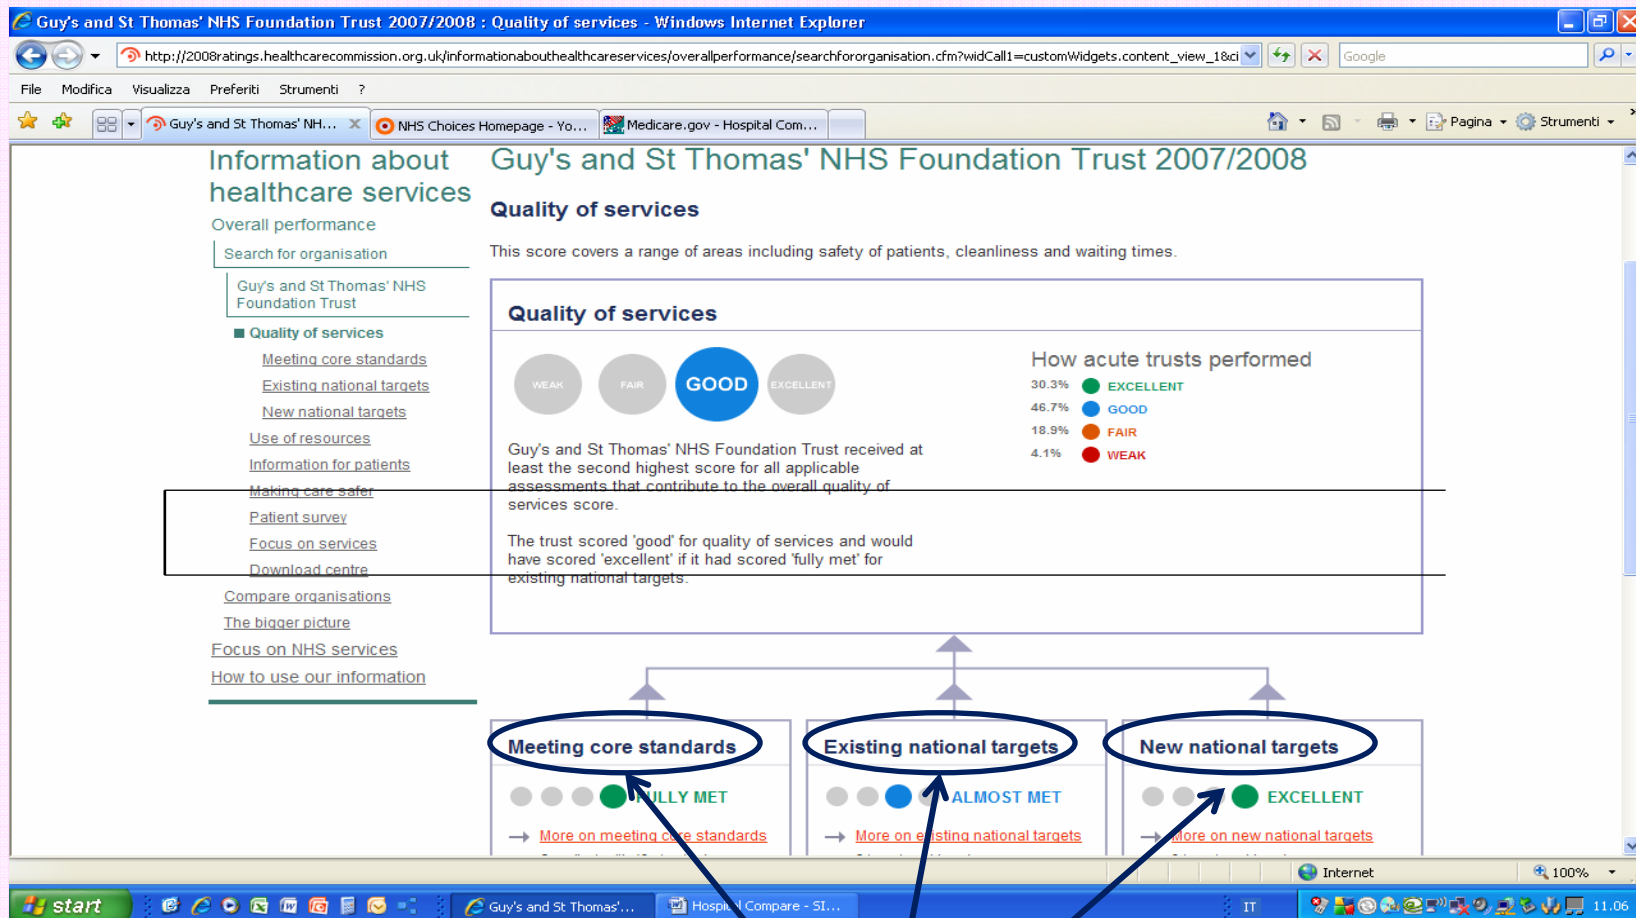 Guy's and St Thomas' NHS Foundation Trust 2007/2008 : Quality of services - Windows Internet Explorer
http://2008ratings.healthcarecommission.org.uk/informationabouthealthcareservices/overallperformance/searchfororganisation.cfm?widCall1=customWidgets.content_view_1&ci
Google
File Modifica Visualizza Preferiti Strumenti ?
Guy's and St Thomas' NH...
NHS Choices Homepage - Yo...
Medicare.gov - Hospital Com...
Pagina
Strumenti
Information about
healthcare services
Overall performance
Search for organisation
Guy's and St Thomas' NHS
Foundation Trust
Quality of services
Meeting core standards
Existing national targets
New national targets
Use of resources
Information for patients
Making care safer
Patient survey
Focus on services
Download centre
Compare organisations
The bigger picture
Focus on NHS services
How to use our information
Guy's and St Thomas' NHS Foundation Trust 2007/2008
Quality of services
This score covers a range of areas including safety of patients, cleanliness and waiting times.
Quality of services
WEAK FAIR GOOD EXCELLENT
Guy's and St Thomas' NHS Foundation Trust received at
least the second highest score for all applicable
assessments that contribute to the overall quality of
services score.
The trust scored 'good' for quality of services and would
have scored 'excellent' if it had scored 'fully met' for
existing national targets.
How acute trusts performed
30.3% EXCELLENT
46.7% GOOD
18.9% FAIR
4.1% WEAK
Meeting core standards
FULLY MET
More on meeting core standards
Existing national targets
ALMOST MET
More on existing national targets
New national targets
EXCELLENT
More on new national targets
Internet
100%
start
Guy's and St Thomas'...
Hospital Compare - SI...
IT
11.06